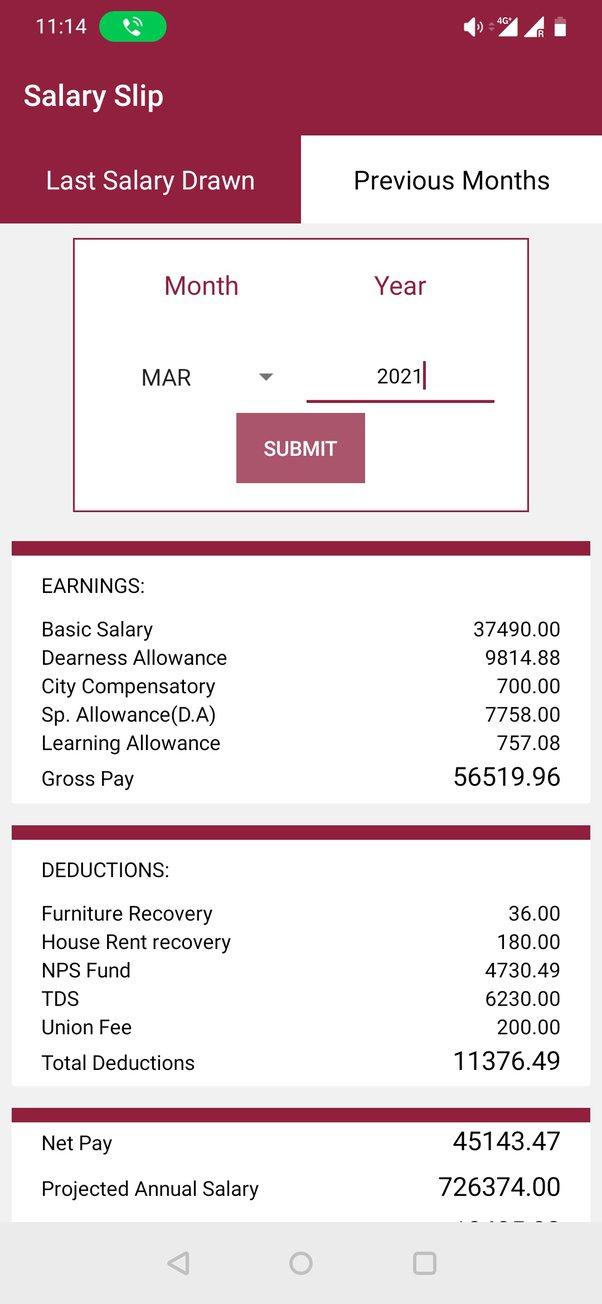 11:14
4G+
R
Salary Slip
Last Salary Drawn Previous Months
Month Year
MAR 2021
SUBMIT
EARNINGS:
Basic Salary 37490.00
Dearness Allowance 9814.88
City Compensatory 700.00
Sp. Allowance(D.A) 7758.00
Learning Allowance 757.08
Gross Pay 56519.96
DEDUCTIONS:
Furniture Recovery 36.00
House Rent recovery 180.00
NPS Fund 4730.49
TDS 6230.00
Union Fee 200.00
Total Deductions 11376.49
Net Pay 45143.47
Projected Annual Salary 726374.00